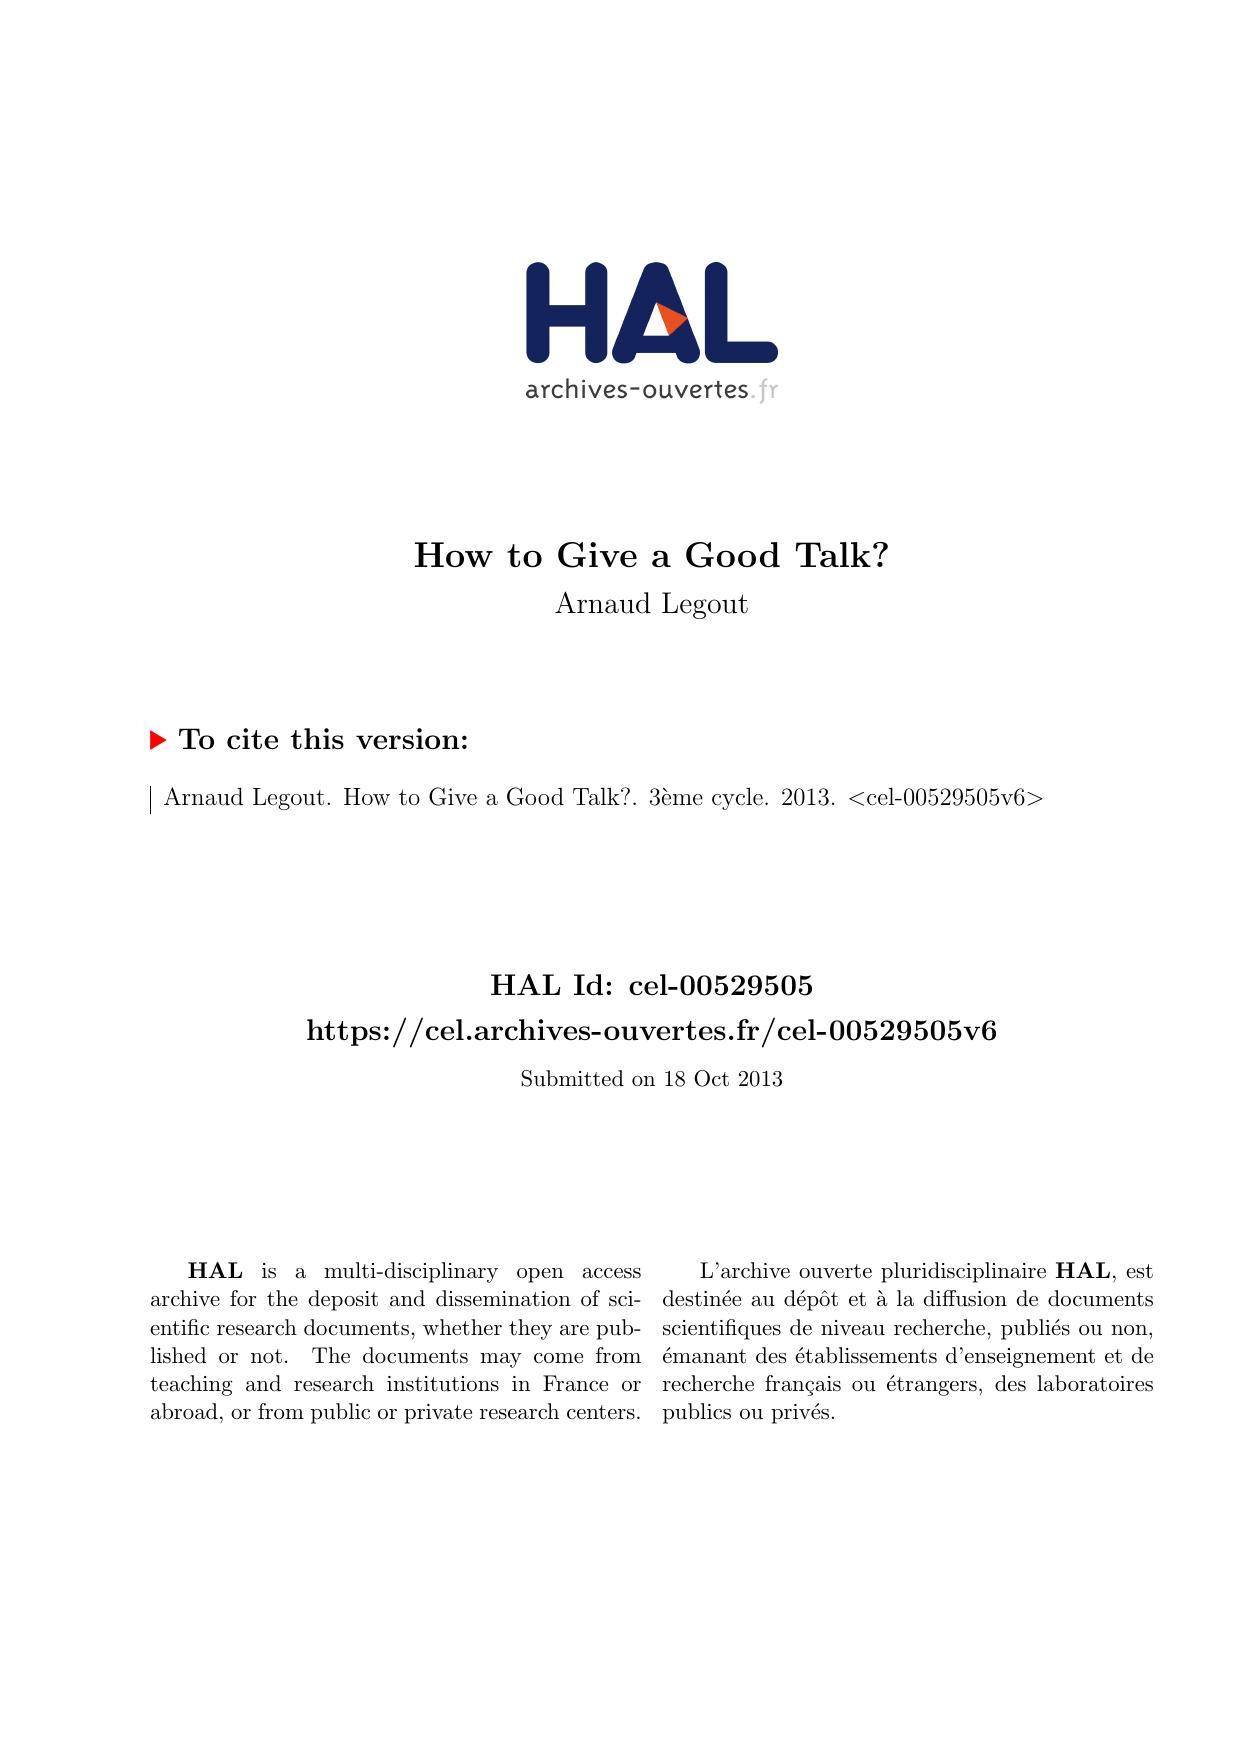 HAL
archives-ouvertes.fr
How to Give a Good Talk?
Arnaud Legout
To cite this version:
Arnaud Legout. How to Give a Good Talk?. 3ème cycle. 2013. <cel-00529505v6>
HAL Id: cel-00529505
https://cel.archives-ouvertes.fr/cel-00529505v6
Submitted on 18 Oct 2013
HAL is a multi-disciplinary open access
archive for the deposit and dissemination of sci-
entific research documents, whether they are pub-
lished or not. The documents may come from
teaching and research institutions in France or
abroad, or from public or private research centers.
L'archive ouverte pluridisciplinaire HAL, est
destinée au dépôt et à la diffusion de documents
scientifiques de niveau recherche, publiés ou non,
émanant des établissements d'enseignement et de
recherche français ou étrangers, des laboratoires
publics ou privés.